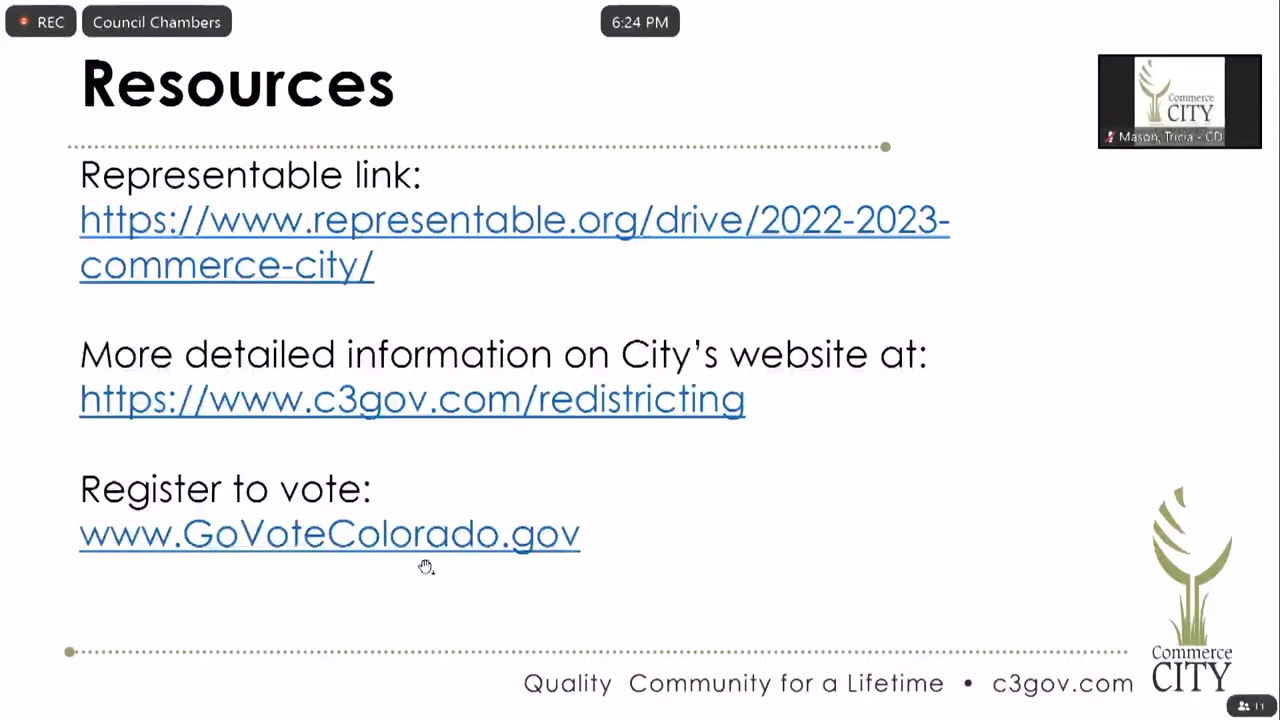 REC
Council Chambers
6:24 PM
Resources
Commerce
CITY
Mason, Tricia - CD
Representable link:
https://www.representable.org/drive/2022-2023-
commerce-city/
More detailed information on City's website at:
https://www.c3gov.com/redistricting
Register to vote:
www.GoVoteColorado.gov
Commerce
CITY
Quality Community for a Lifetime • c3gov.com
11